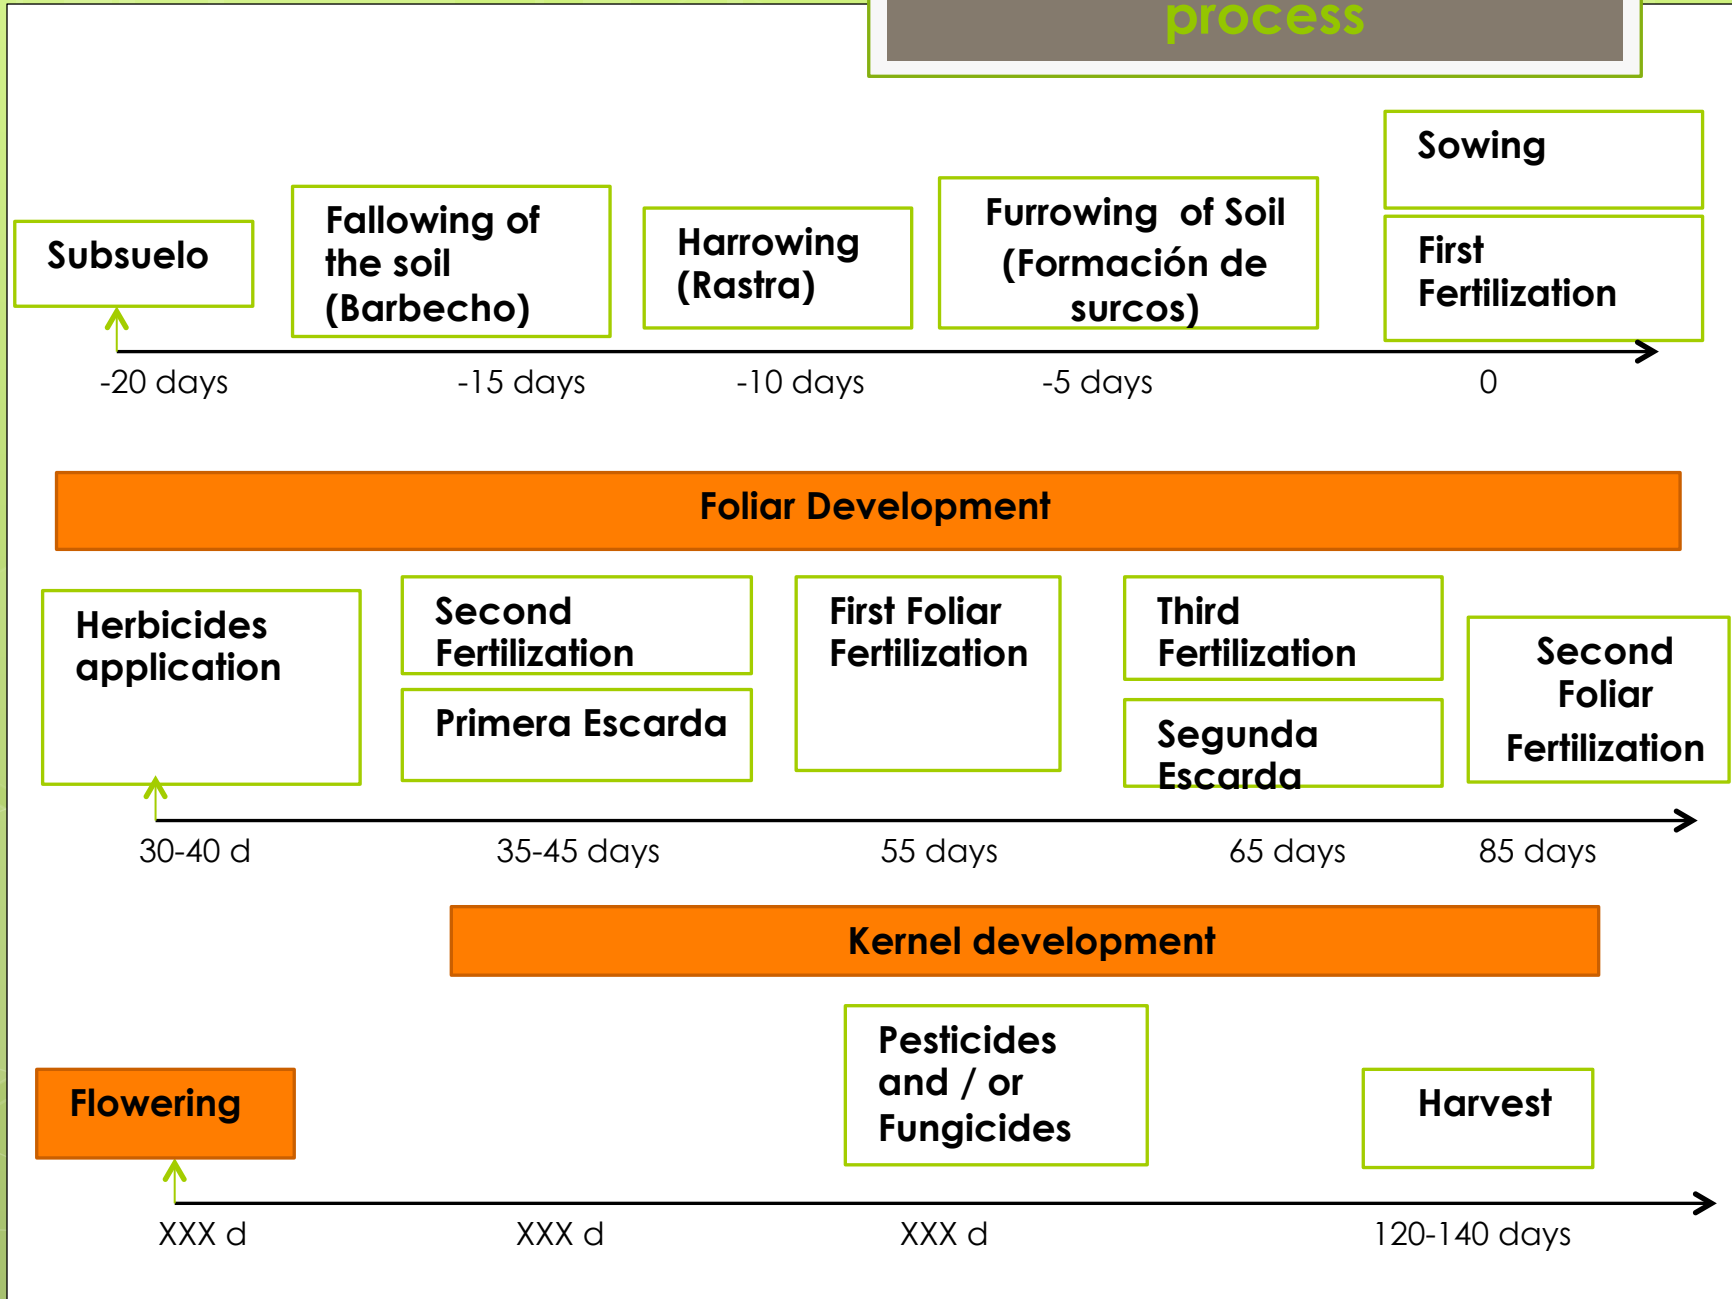 process
Sowing
Subsuelo
Fallowing of
the soil
(Barbecho)
Harrowing
(Rastra)
Furrowing of Soil
(Formación de
surcos)
First
Fertilization
-20 days
-15 days
-10 days
-5 days
0
Foliar Development
Herbicides
application
Second
Fertilization
Primera Escarda
First Foliar
Fertilization
Third
Fertilization
Segunda
Escarda
Second
Foliar
Fertilization
30-40 d
35-45 days
55 days
65 days
85 days
Kernel development
Flowering
Pesticides
and / or
Fungicides
Harvest
XXX d
XXX d
XXX d
120-140 days